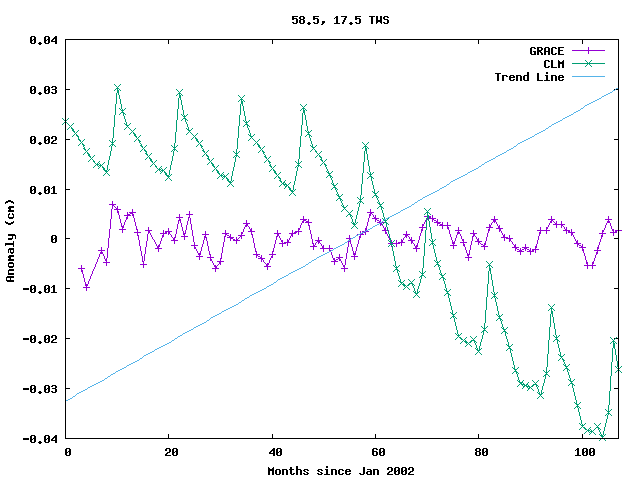 58.5, 17.5 TWS
GRACE
CLM
Trend Line
Anomaly (cm)
0.04
0.03
0.02
0.01
0
-0.01
-0.02
-0.03
-0.04
0 20 40 60 80 100
Months since Jan 2002